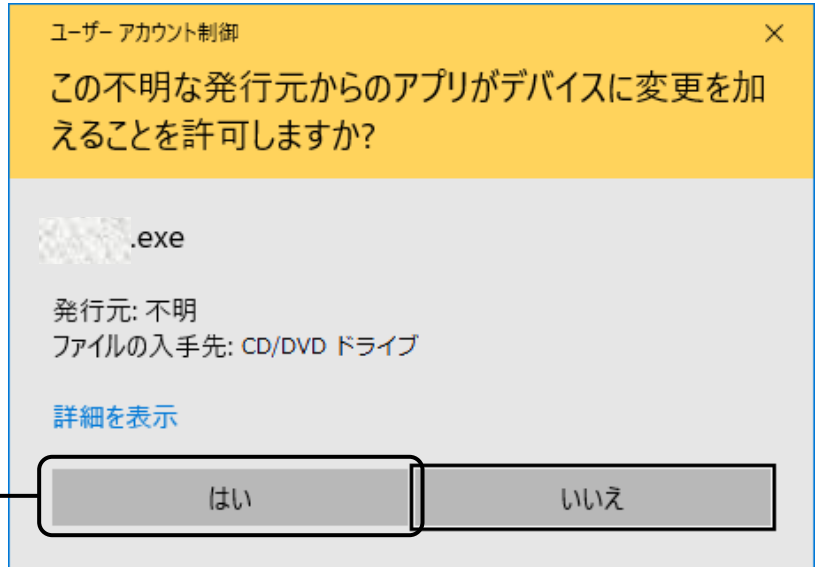 ユーザー アカウント制御
この不明な発行元からのアプリがデバイスに変更を加
えることを許可しますか?
.exe
発行元: 不明
ファイルの入手先: CD/DVD ドライブ
詳細を表示
はい
いいえ